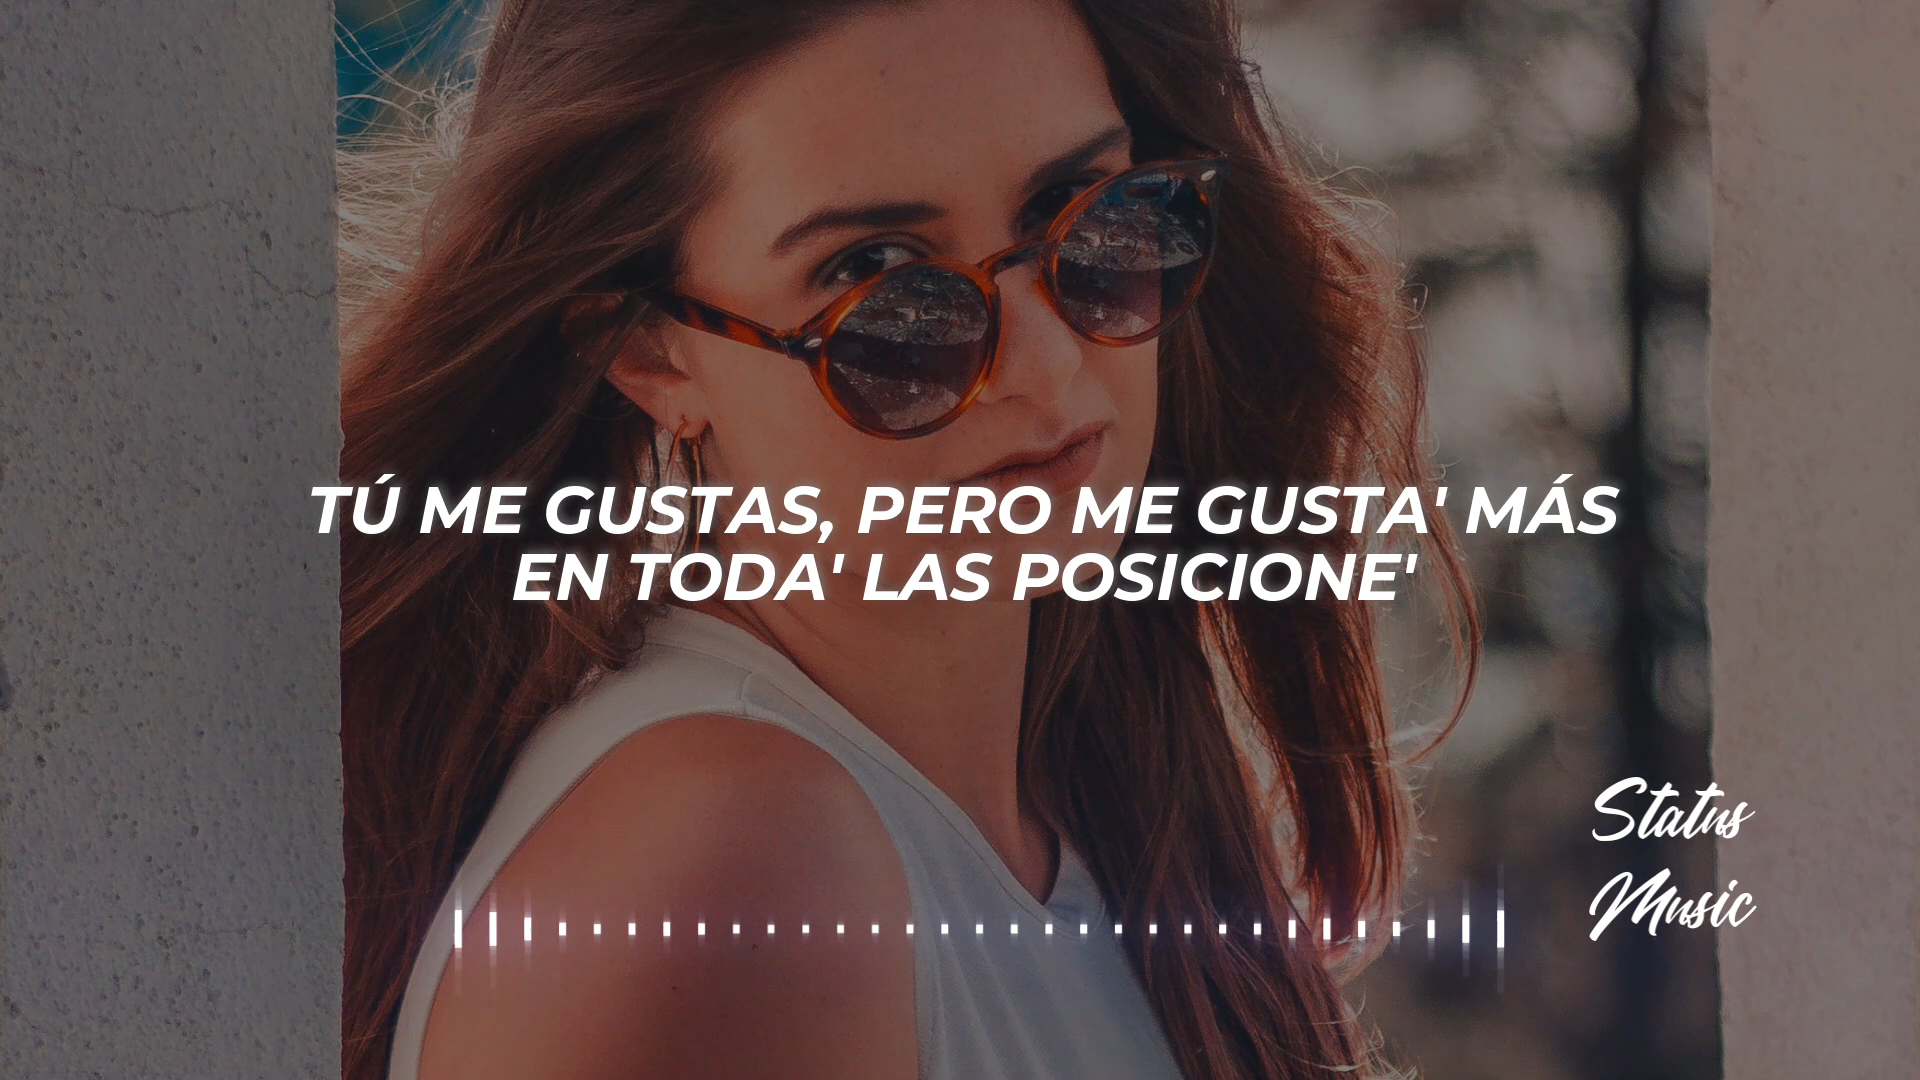 TÚ ME GUSTAS, PERO ME GUSTA' MÁS
EN TODA' LAS POSICIONE'
Status
Music